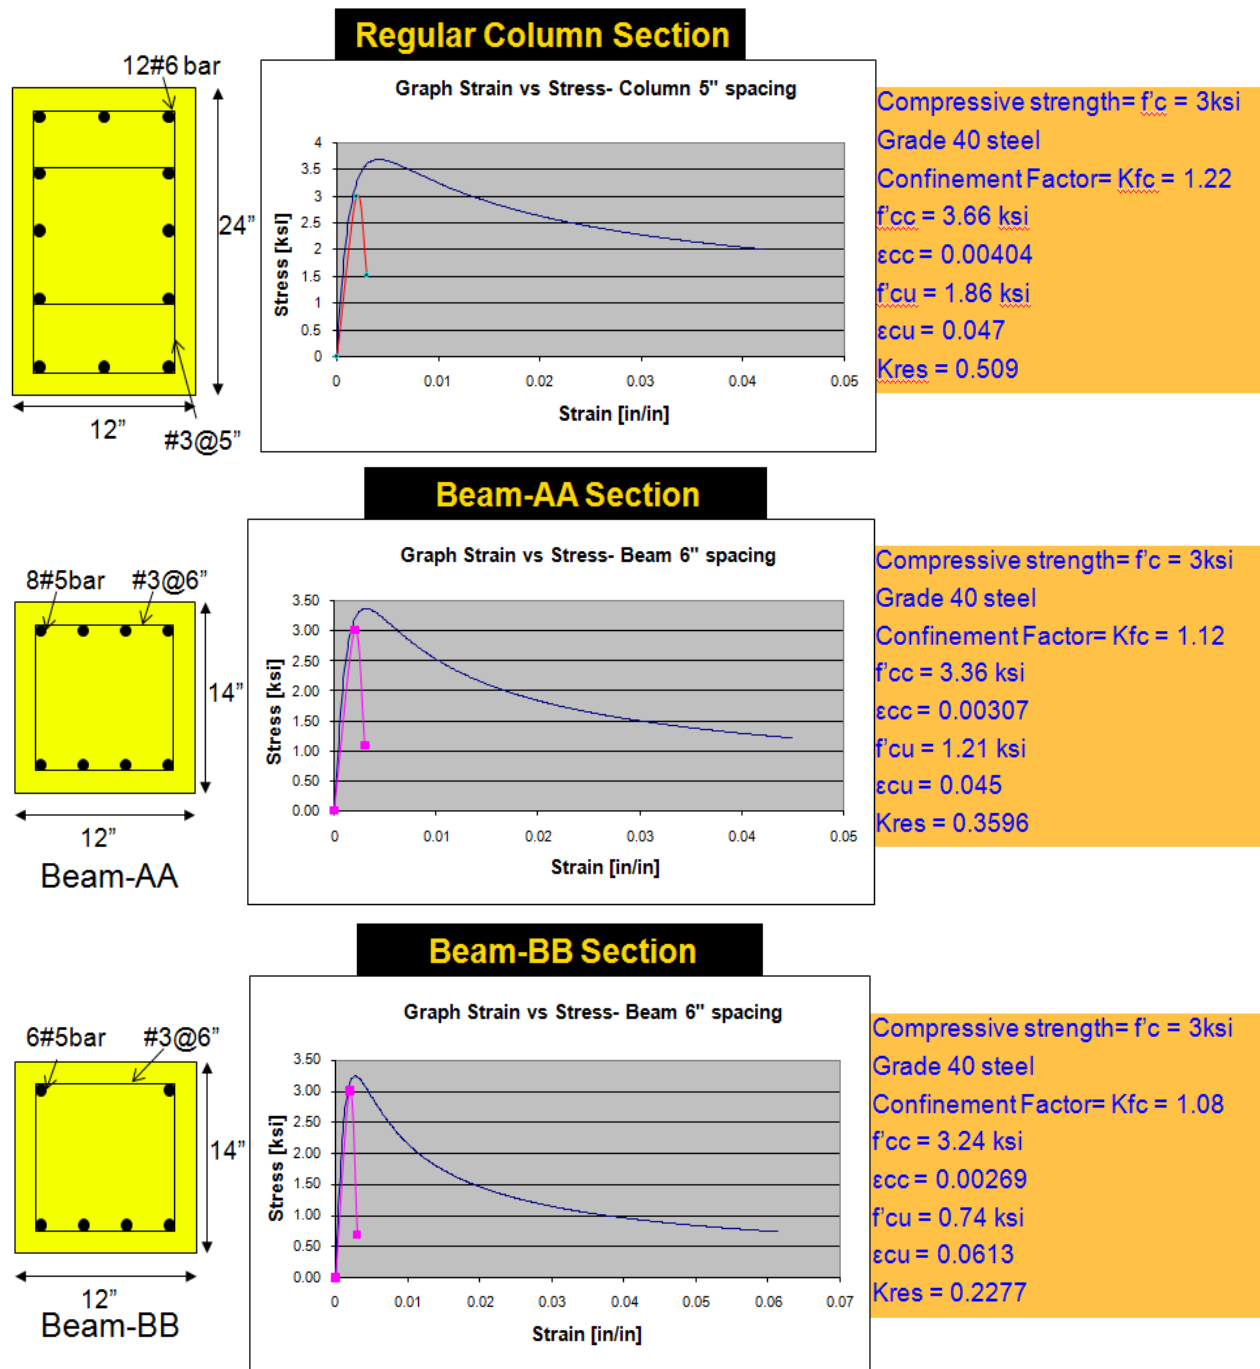 Regular Column Section
12#6 bar
24”
12”
#3@5”
Graph Strain vs Stress- Column 5" spacing
Stress [ksi]
4
3.5
3
2.5
2
1.5
1
0.5
0
0 0.01 0.02 0.03 0.04 0.05
Strain [in/in]
Compressive strength= f'c = 3ksi
Grade 40 steel
Confinement Factor= Kfc = 1.22
f'cc = 3.66 ksi
εcc = 0.00404
f'cu = 1.86 ksi
εcu = 0.047
Kres = 0.509
Beam-AA Section
8#5bar #3@6”
14”
12”
Beam-AA
Graph Strain vs Stress- Beam 6" spacing
Stress [ksi]
3.50
3.00
2.50
2.00
1.50
1.00
0.50
0.00
0 0.01 0.02 0.03 0.04 0.05
Strain [in/in]
Compressive strength= f'c = 3ksi
Grade 40 steel
Confinement Factor= Kfc = 1.12
f'cc = 3.36 ksi
εcc = 0.00307
f'cu = 1.21 ksi
εcu = 0.045
Kres = 0.3596
Beam-BB Section
6#5bar #3@6”
14”
12”
Beam-BB
Graph Strain vs Stress- Beam 6" spacing
Stress [ksi]
3.50
3.00
2.50
2.00
1.50
1.00
0.50
0.00
0 0.01 0.02 0.03 0.04 0.05 0.06 0.07
Strain [in/in]
Compressive strength= f'c = 3ksi
Grade 40 steel
Confinement Factor= Kfc = 1.08
f'cc = 3.24 ksi
εcc = 0.00269
f'cu = 0.74 ksi
εcu = 0.0613
Kres = 0.2277